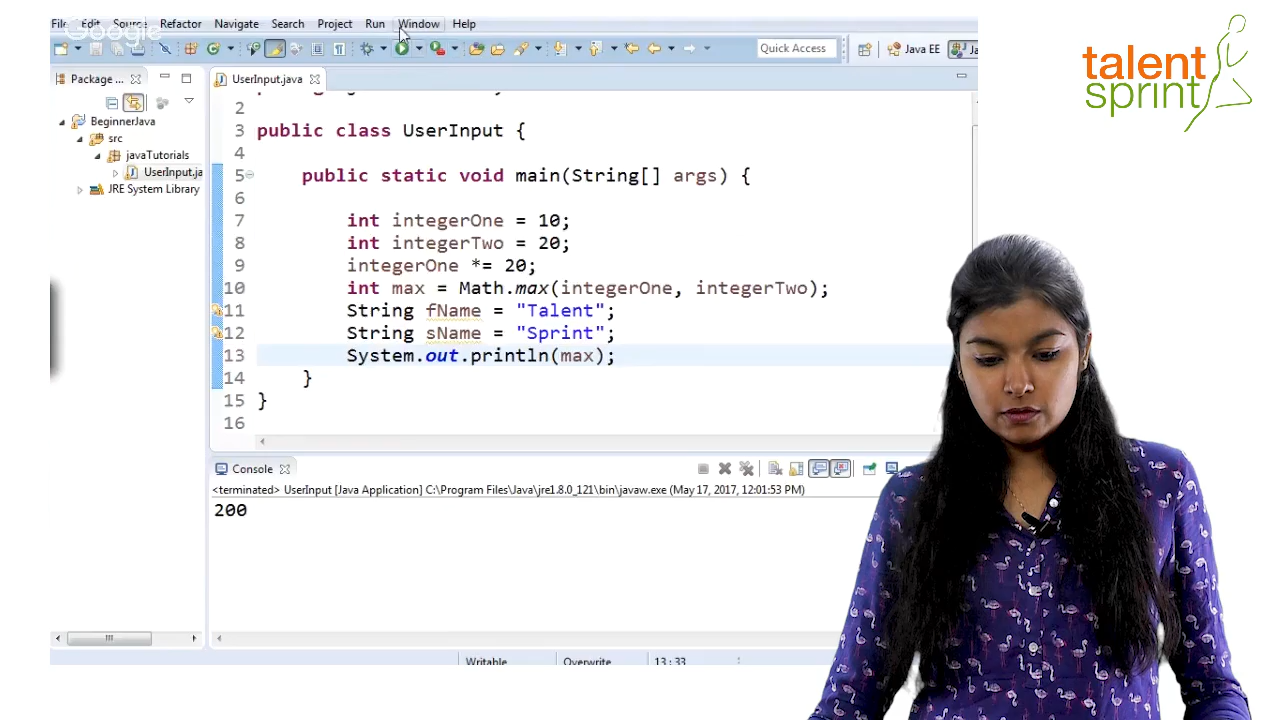 File Edit Source Refactor Navigate Search Project Run Window Help
Google
Quick Access
Java EE
talent
sprint
Package ...
UserInput.java
BeginnerJava
src
javaTutorials
UserInput.ja
JRE System Library
2
3 public class UserInput {
4
5 public static void main(String[] args) {
6
7 int integerOne = 10;
8 int integerTwo = 20;
9 integerOne *= 20;
10 int max = Math.max(integerOne, integerTwo);
11 String fName = "Talent";
12 String sName = "Sprint";
13 System.out.println(max);
14 }
15 }
16
Console
<terminated> UserInput [Java Application] C:\Program Files\Java\jre1.8.0_121\bin\javaw.exe (May 17, 2017, 12:01:53 PM)
200
Writable
Overwrite
13 : 33